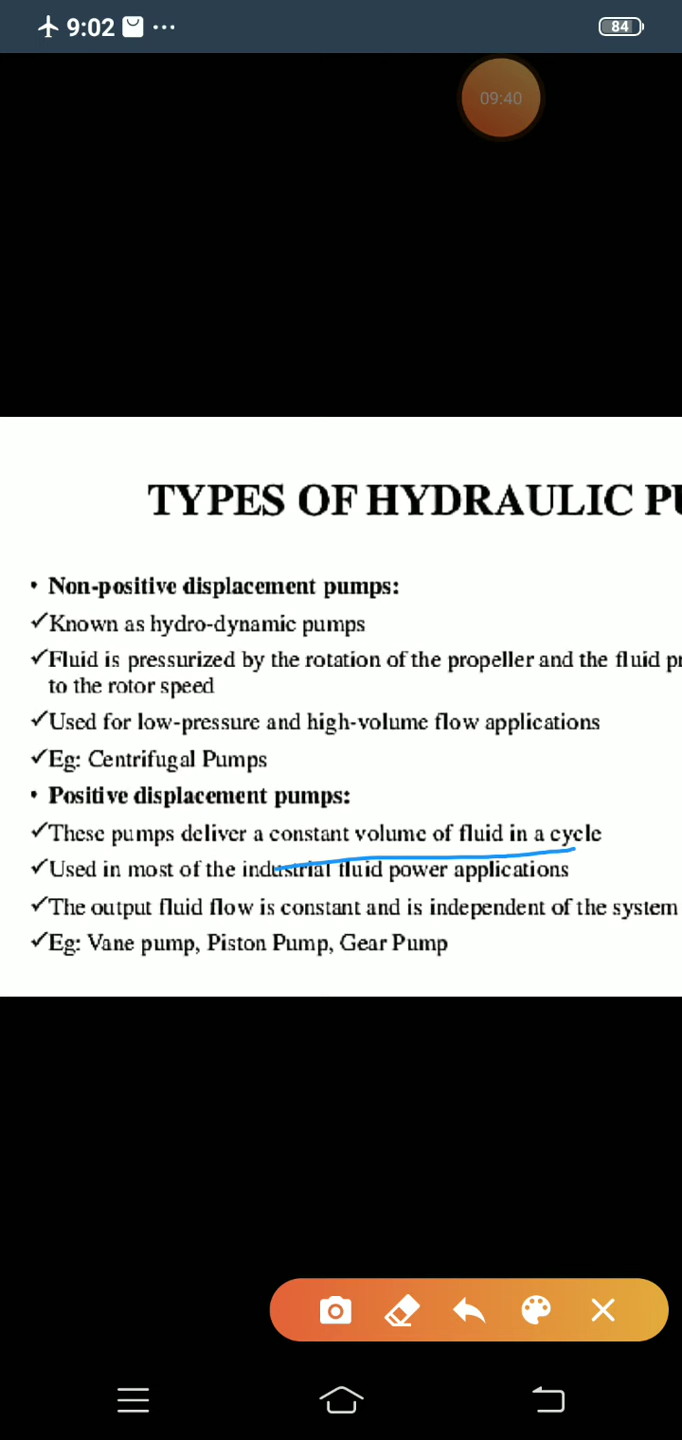 9:02
84
09:40
TYPES OF HYDRAULIC
• Non-positive displacement pumps:
✓Known as hydro-dynamic pumps
✓Fluid is pressurized by the rotation of the propeller and the fluid
to the rotor speed
✓Used for low-pressure and high-volume flow applications
✓Eg: Centrifugal Pumps
• Positive displacement pumps:
✓These pumps deliver a constant volume of fluid in a cycle
✓Used in most of the industrial fluid power applications
✓The output fluid flow is constant and is independent of the system
✓Eg: Vane pump, Piston Pump, Gear Pump